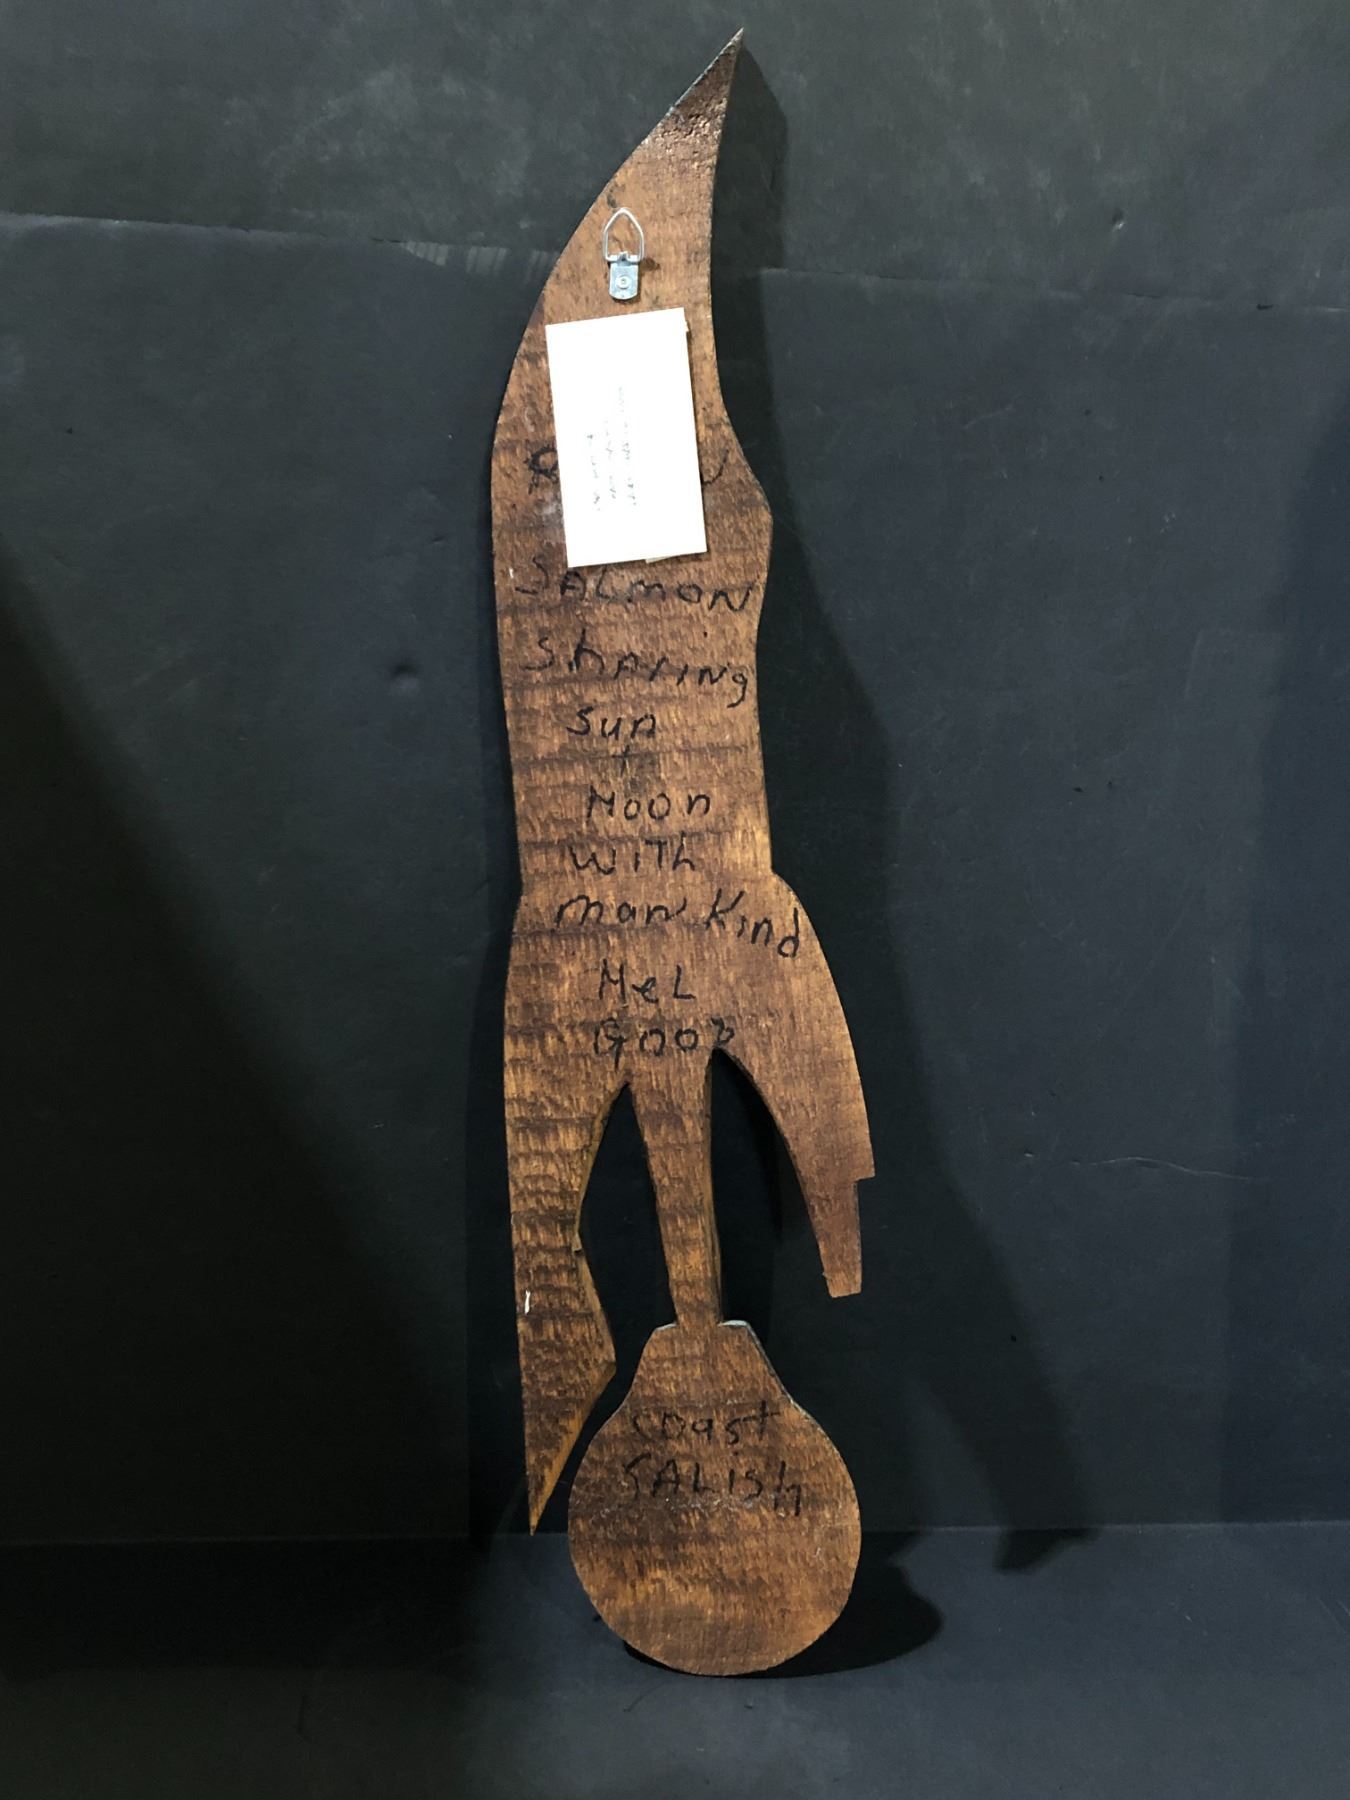 SALMON
Sharing
Sun
+
Moon
with
man Kind
Mel
Good
coast
SALish